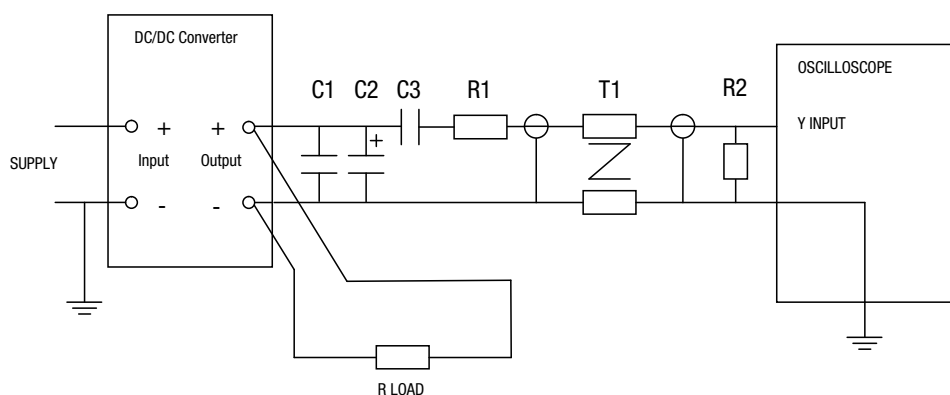 DC/DC Converter
C1 C2 C3 R1 T1 R2
OSCILLOSCOPE
+
+ + Y INPUT
SUPPLY Input Output
- -
R LOAD